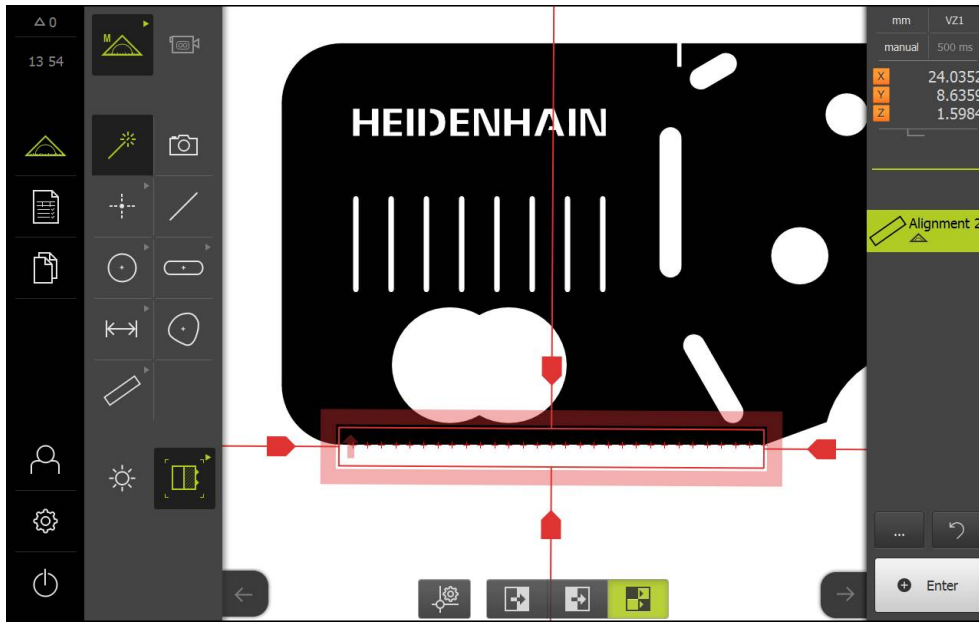 0
13 54
M
HEIDENHAIN
mm VZ1
manual 500 ms
X 24.0352
Y 8.6359
Z 1.5984
Alignment 2
...
Enter